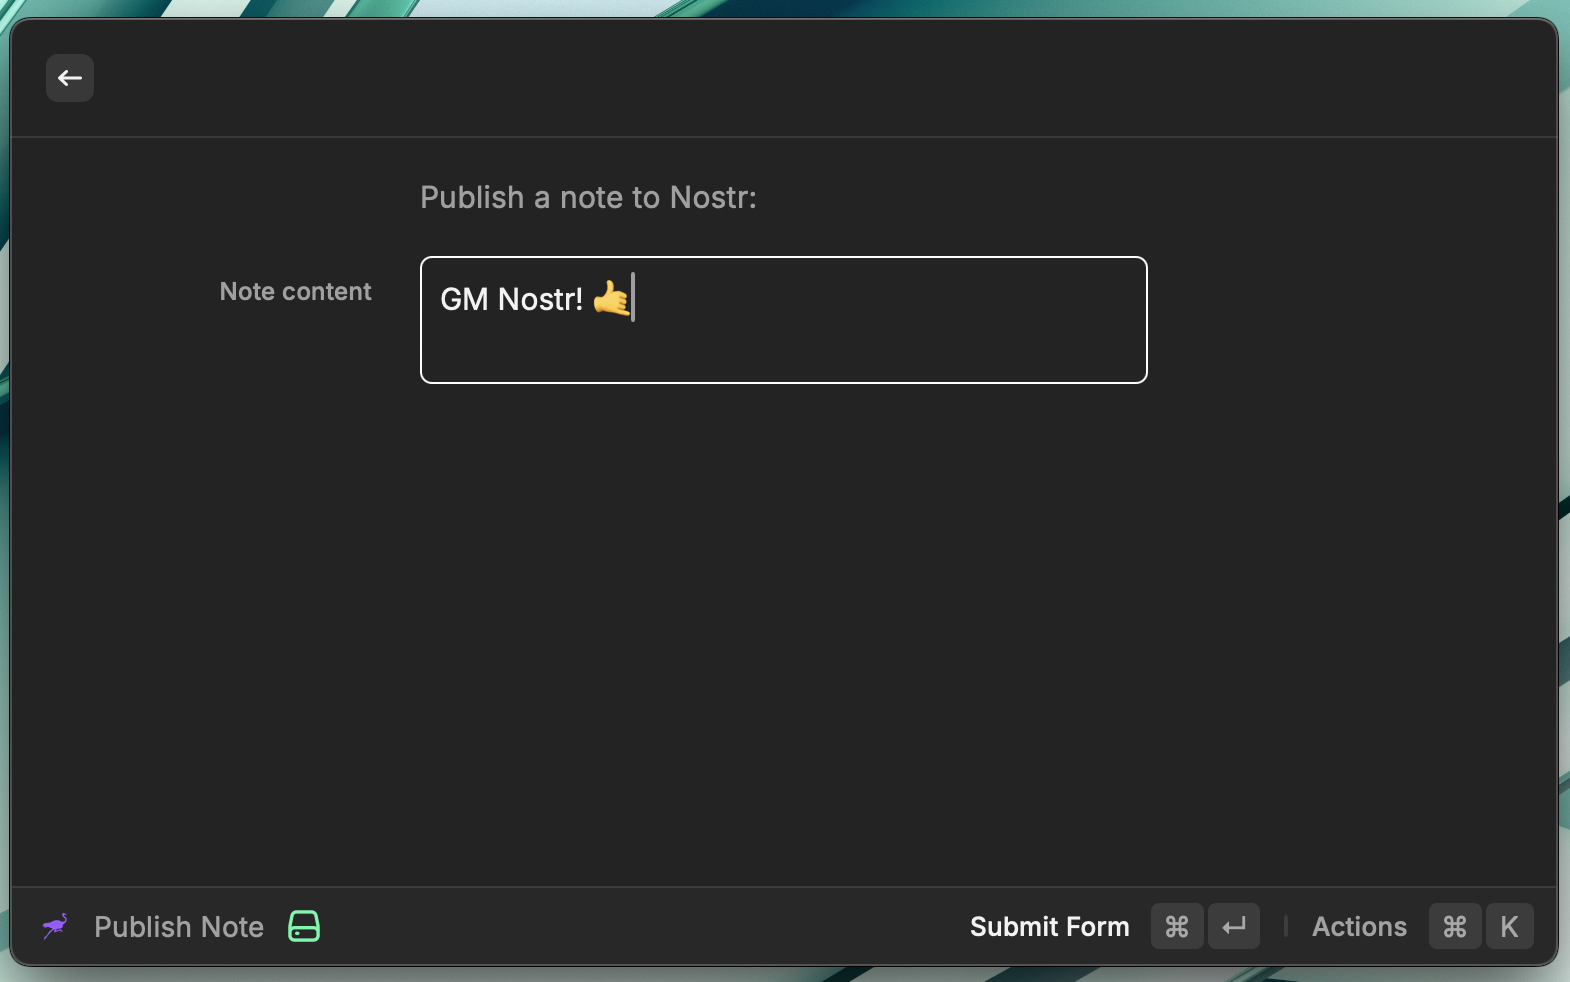 Publish a note to Nostr:
Note content
GM Nostr! 🤙
Publish Note
Submit Form ⌘ ↵ | Actions ⌘ K